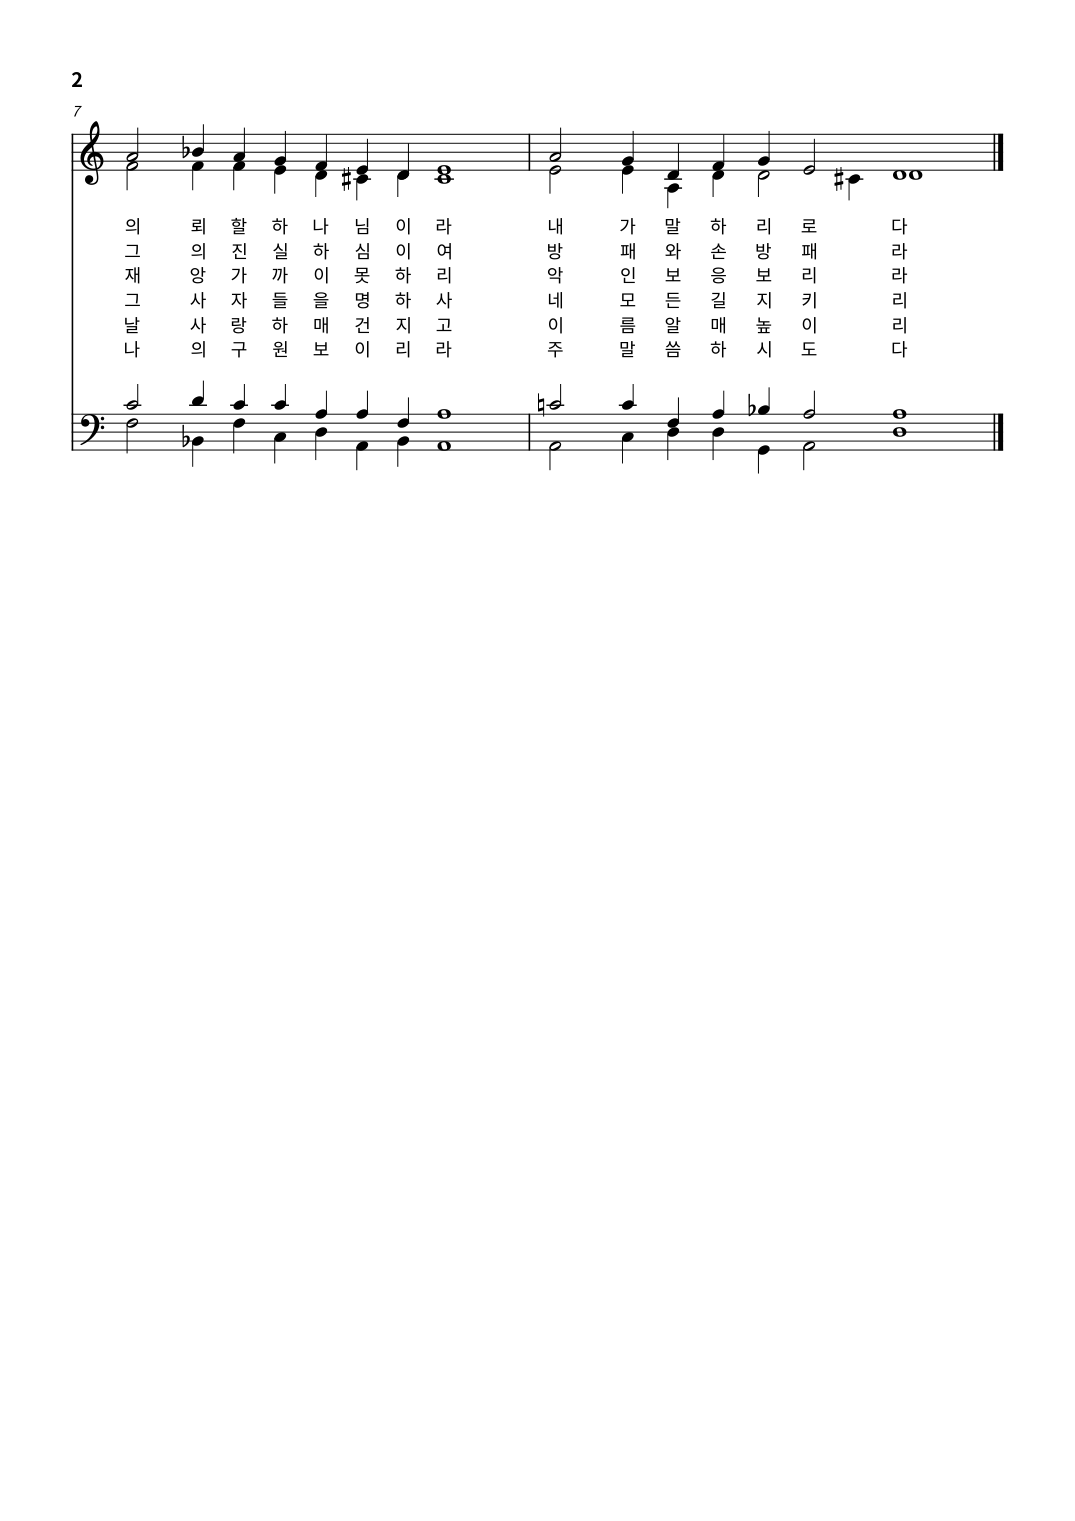 2
7
의 뢰 할 하 나 님 이 라 내 가 말 하 리 로 다
그 의 진 실 하 심 이 여 방 패 와 손 방 패 라
재 앙 가 까 이 못 하 리 악 인 보 응 보 리 라
그 사 자 들 을 명 하 사 네 모 든 길 지 키 리
날 사 랑 하 매 건 지 고 이 름 알 매 높 이 리
나 의 구 원 보 이 리 라 주 말 씀 하 시 도 다